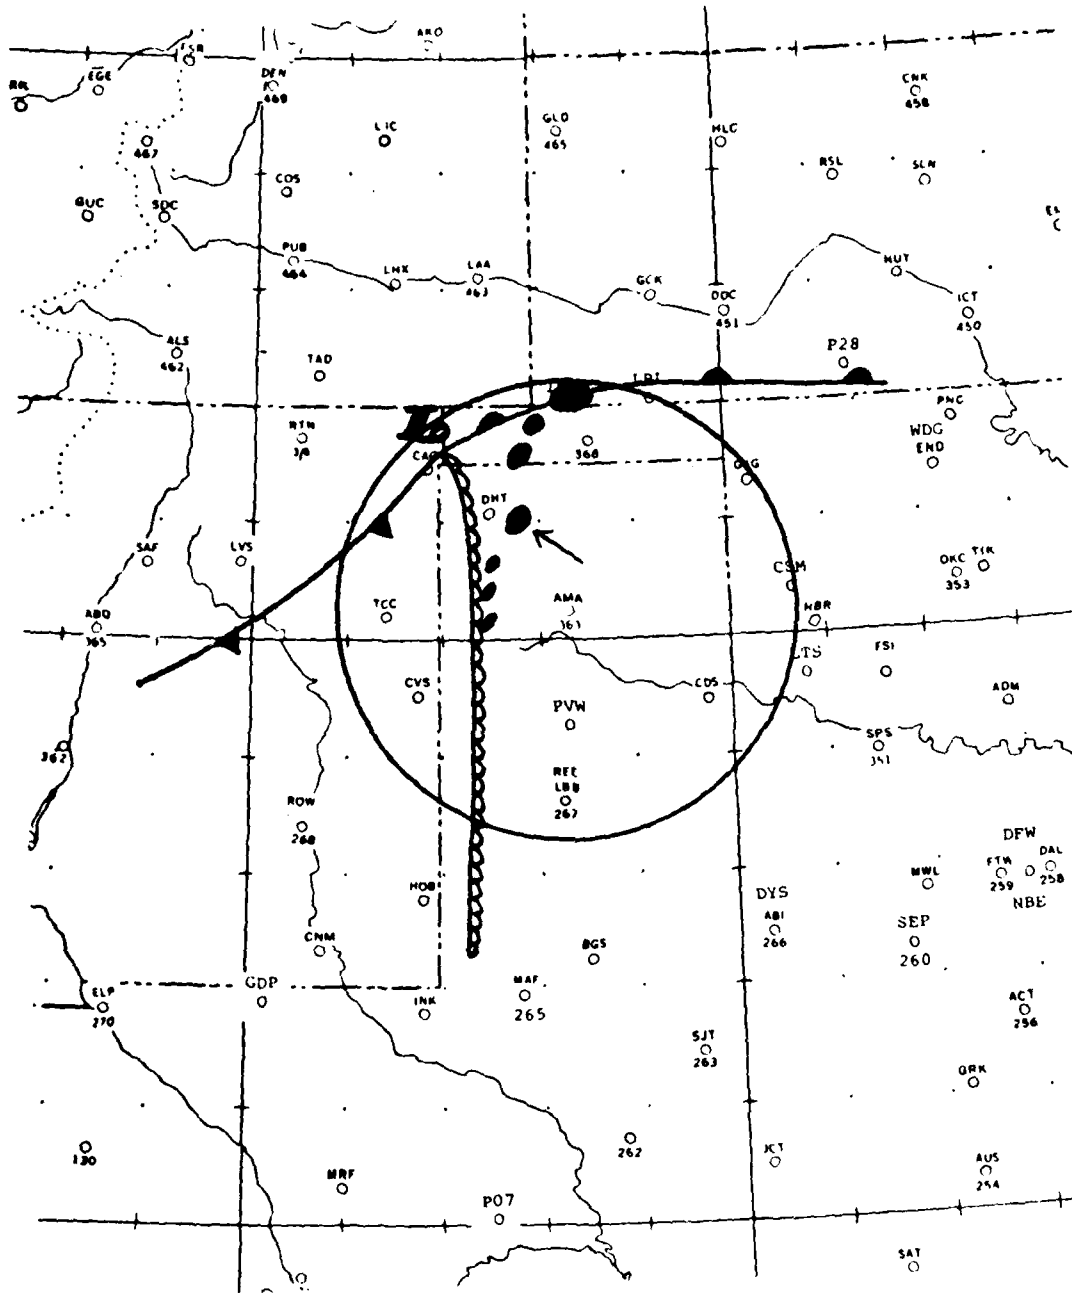 AKO
FSR
EGE
DEN
469
RIL
CNK
458
LIC
GLD
465
HLC
467
RSL
SLN
COS
GUC
SDC
PUB
464
LHX
LAA
463
GCK
HUT
DDC
451
ICT
450
ALS
462
TAD
P28
LBL
PNC
RTN
L
WDG
END
CAO
368
GAG
DHT
SAF
LVS
CSM
OKC
353
TIK
ABQ
365
TCC
AMA
363
HBR
LTS
FSI
CVS
CDS
ADM
PVW
362
SPS
351
REE
LBB
267
ROW
268
DFW
FTW
259
DAL
258
MWL
HOB
DYS
NBE
ABI
266
SEP
260
CNM
BGS
GDP
MAF
265
ELP
270
INK
ACT
256
SJT
263
GRK
130
262
JCT
MRF
AUS
254
P07
SAT